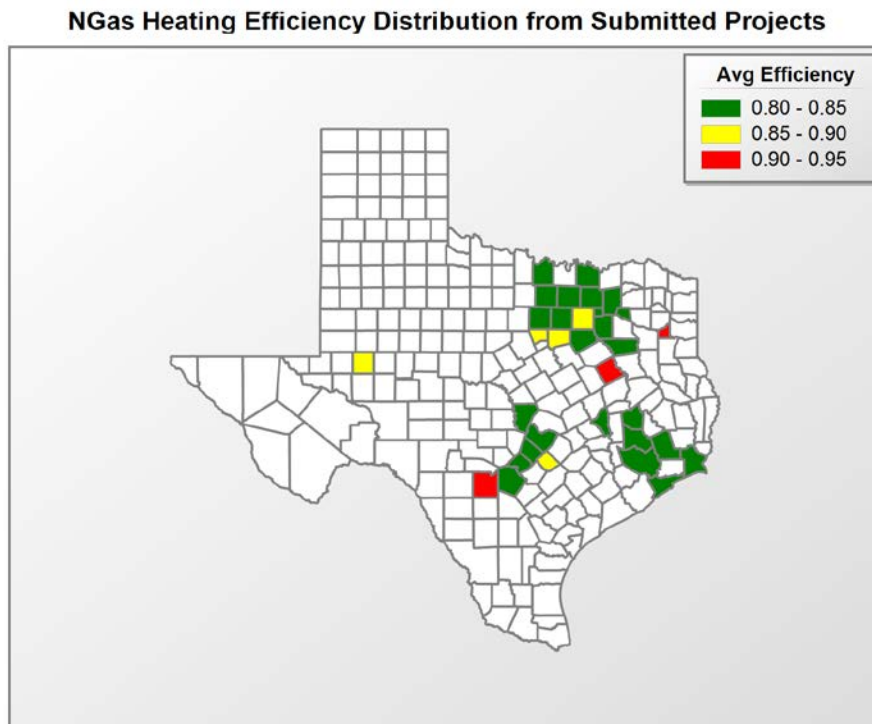 NGas Heating Efficiency Distribution from Submitted Projects
Avg Efficiency
0.80 - 0.85
0.85 - 0.90
0.90 - 0.95